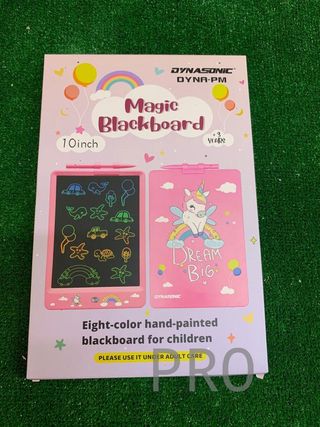 DYNASONIC®
DYNA·PM
Magic
Blackboard
10inch
+3
YEARS
DREAM
BIG
DYNASONIC
Eight-color hand-painted
blackboard for children
PLEASE USE IT UNDER ADULT CARE
PRO